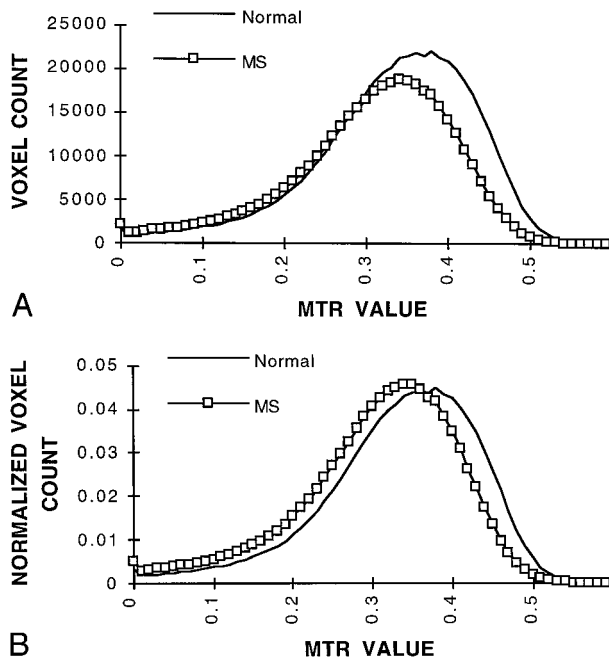 Normal
MS
VOXEL COUNT
25000
20000
15000
10000
5000
0
0
0.1
0.2
0.3
0.4
0.5
MTR VALUE
A
Normal
MS
NORMALIZED VOXEL
COUNT
0.05
0.04
0.03
0.02
0.01
0
0
0.1
0.2
0.3
0.4
0.5
MTR VALUE
B